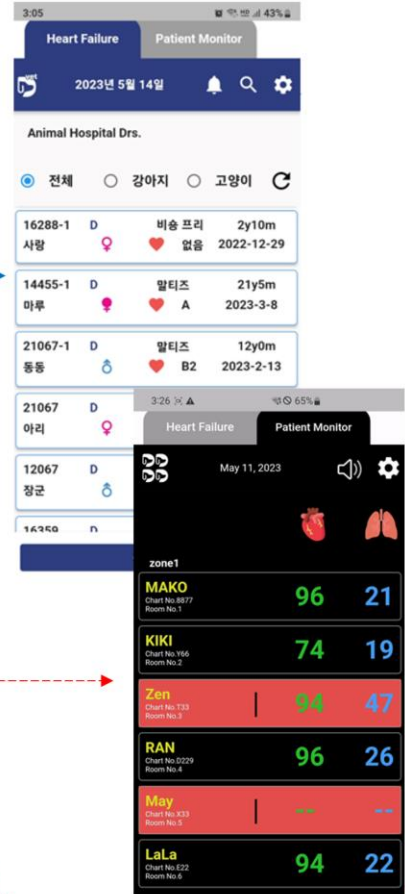 3:05
43%
Heart Failure Patient Monitor
vet
2023년 5월 14일
Animal Hospital Drs.
전체 강아지 고양이
16288-1 D 비숑 프리 2y10m
사랑 없음 2022-12-29
14455-1 D 말티즈 21y5m
마루 A 2023-3-8
21067-1 D 말티즈 12y0m
동동 B2 2023-2-13
21067 D
아리
12067 D
장군
16359 D
3:26 65%
Heart Failure Patient Monitor
May 11, 2023
zone1
MAKO 96 21
Chart No.8877
Room No.1
KIKI 74 19
Chart No.Y66
Room No.2
Zen 94 47
Chart No.T33
Room No.3
RAN 96 26
Chart No.D229
Room No.4
May -- --
Chart No.X33
Room No.5
LaLa 94 22
Chart No.E22
Room No.6